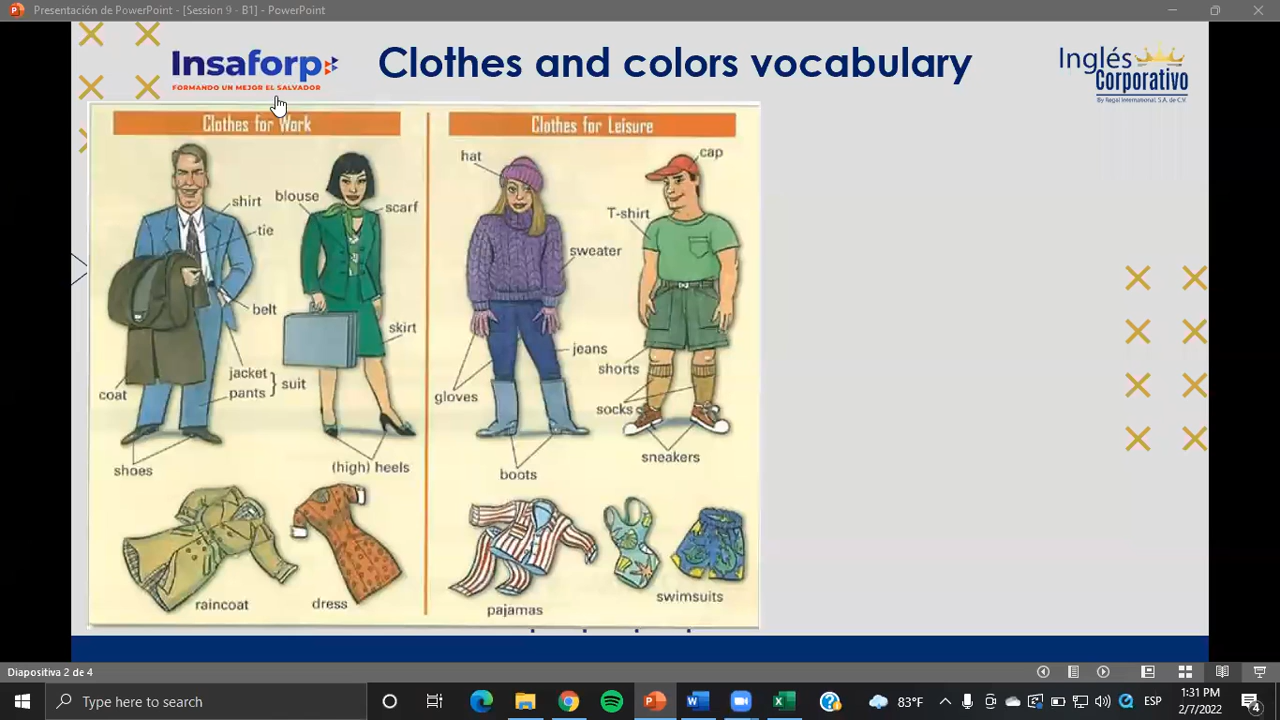 Presentación de PowerPoint - [Session 9 - B1] - PowerPoint
Insaforp
FORMANDO UN MEJOR EL SALVADOR
Clothes and colors vocabulary
Inglés
Corporativo
By Regal International, S.A. de C.V.
Clothes for Work
shirt
tie
blouse
scarf
belt
skirt
jacket
pants
suit
coat
shoes
(high) heels
raincoat
dress
Clothes for Leisure
hat
cap
T-shirt
sweater
jeans
shorts
gloves
socks
sneakers
boots
pajamas
swimsuits
Diapositiva 2 de 4
Type here to search
83°F
ESP
1:31 PM
2/7/2022
4